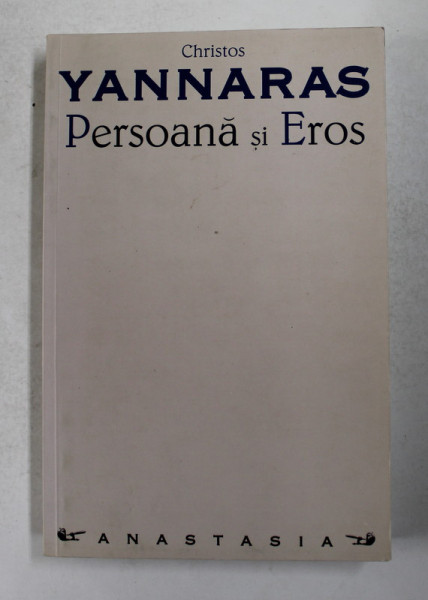 Christos
YANNARAS
Persoană și Eros
ANASTASIA